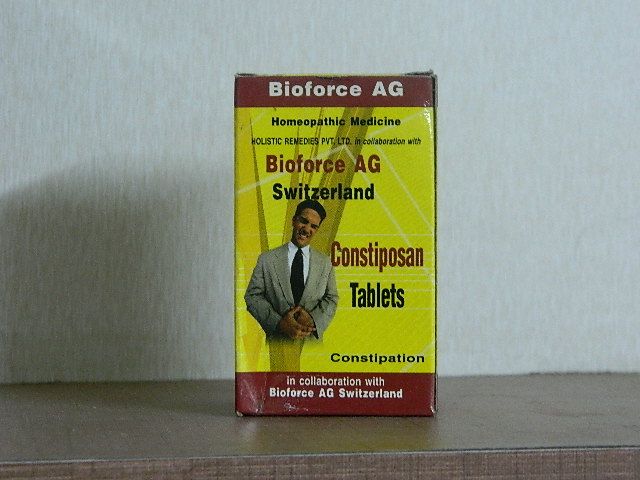 Bioforce AG
Homeopathic Medicine
HOLISTIC REMEDIES PVT. LTD. in collaboration with
Bioforce AG
Switzerland
Constiposan
Tablets
Constipation
in collaboration with
Bioforce AG Switzerland